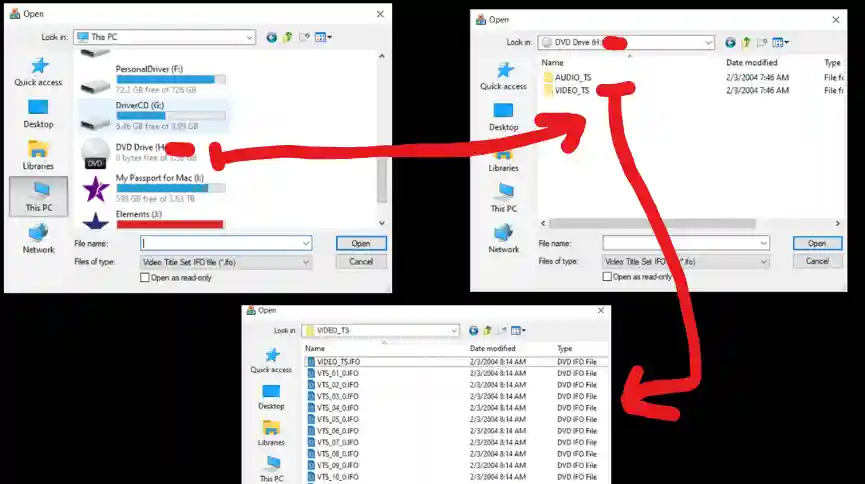 Open
Look in: This PC
Quick access
Desktop
Libraries
This PC
Network
PersonalDriver (F:)
72.2 GB free of 726 GB
DriverCD (G:)
5.46 GB free of 8.99 GB
DVD Drive (H:
0 bytes free of
DVD
My Passport for Mac (I:)
598 GB free of 3.63 TB
Elements (J:)
File name:
Open
Files of type: Video Title Set IFO file (*.ifo)
Cancel
Open as read-only
Open
Look in: DVD Drive (H:
Name Date modified Type
AUDIO_TS 2/3/2004 7:46 AM File f
VIDEO_TS 2/3/2004 7:46 AM File f
Quick access
Desktop
Libraries
This PC
Network
File name:
Open
Files of type: Video Title Set IFO file (*.ifo)
Cancel
Open as read-only
Open
Look in: VIDEO_TS
Name Date modified Type
VIDEO_TS.IFO 2/3/2004 8:14 AM DVD IFO File
VTS_01_0.IFO 2/3/2004 8:14 AM DVD IFO File
VTS_02_0.IFO 2/3/2004 8:14 AM DVD IFO File
VTS_03_0.IFO 2/3/2004 8:14 AM DVD IFO File
VTS_04_0.IFO 2/3/2004 8:14 AM DVD IFO File
VTS_05_0.IFO 2/3/2004 8:14 AM DVD IFO File
VTS_06_0.IFO 2/3/2004 8:14 AM DVD IFO File
VTS_07_0.IFO 2/3/2004 8:14 AM DVD IFO File
VTS_08_0.IFO 2/3/2004 8:14 AM DVD IFO File
VTS_09_0.IFO 2/3/2004 8:14 AM DVD IFO File
VTS_10_0.IFO 2/3/2004 8:14 AM DVD IFO File
Quick access
Desktop
Libraries
This PC